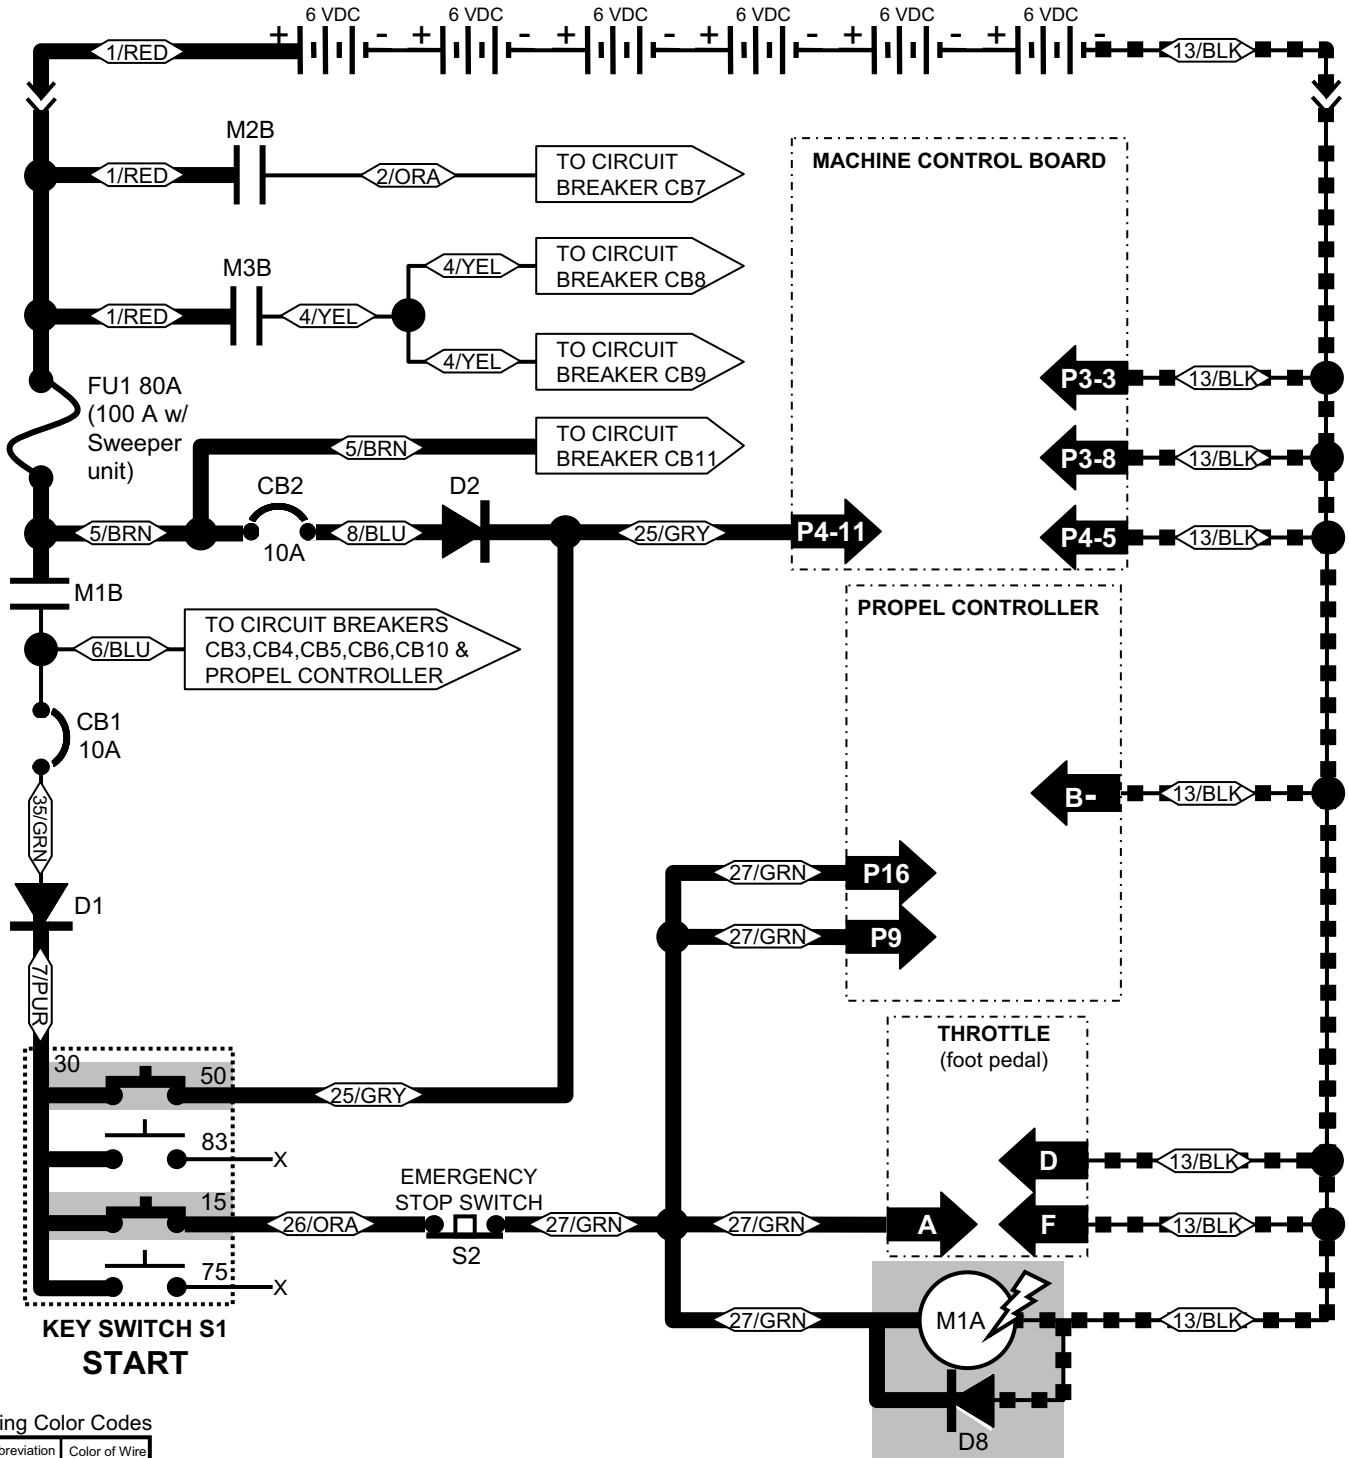 6 VDC 6 VDC 6 VDC 6 VDC 6 VDC 6 VDC
+ - + - + - + - + - + -
1/RED
13/BLK
M2B
1/RED
2/ORA
TO CIRCUIT
BREAKER CB7
MACHINE CONTROL BOARD
M3B
1/RED
4/YEL
4/YEL
TO CIRCUIT
BREAKER CB8
4/YEL
TO CIRCUIT
BREAKER CB9
P3-3
13/BLK
FU1 80A
(100 A w/
Sweeper
unit)
5/BRN
TO CIRCUIT
BREAKER CB11
P3-8
13/BLK
CB2
10A
D2
5/BRN
8/BLU
25/GRY
P4-11
P4-5
13/BLK
M1B
6/BLU
TO CIRCUIT BREAKERS
CB3,CB4,CB5,CB6,CB10 &
PROPEL CONTROLLER
PROPEL CONTROLLER
CB1
10A
35/GRN
B-
13/BLK
D1
27/GRN
P16
27/GRN
P9
7/PUR
THROTTLE
(foot pedal)
30
50
25/GRY
83
X
D
13/BLK
15
26/ORA
EMERGENCY
STOP SWITCH
S2
27/GRN
27/GRN
A
F
13/BLK
75
X
KEY SWITCH S1
START
27/GRN
M1A
13/BLK
D8
ing Color Codes
breviation Color of Wire